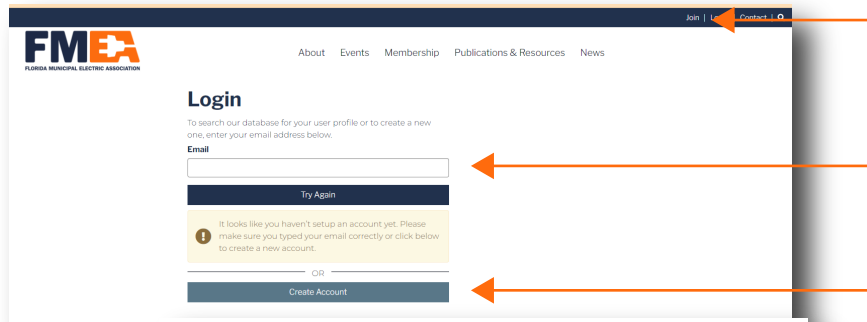 Join | Contact |
FMEA
FLORIDA MUNICIPAL ELECTRIC ASSOCIATION
About Events Membership Publications & Resources News
Login
To search our database for your user profile or to create a new
one, enter your email address below.
Email
Try Again
It looks like you haven't setup an account yet. Please
make sure you typed your email correctly or click below
to create a new account.
OR
Create Account